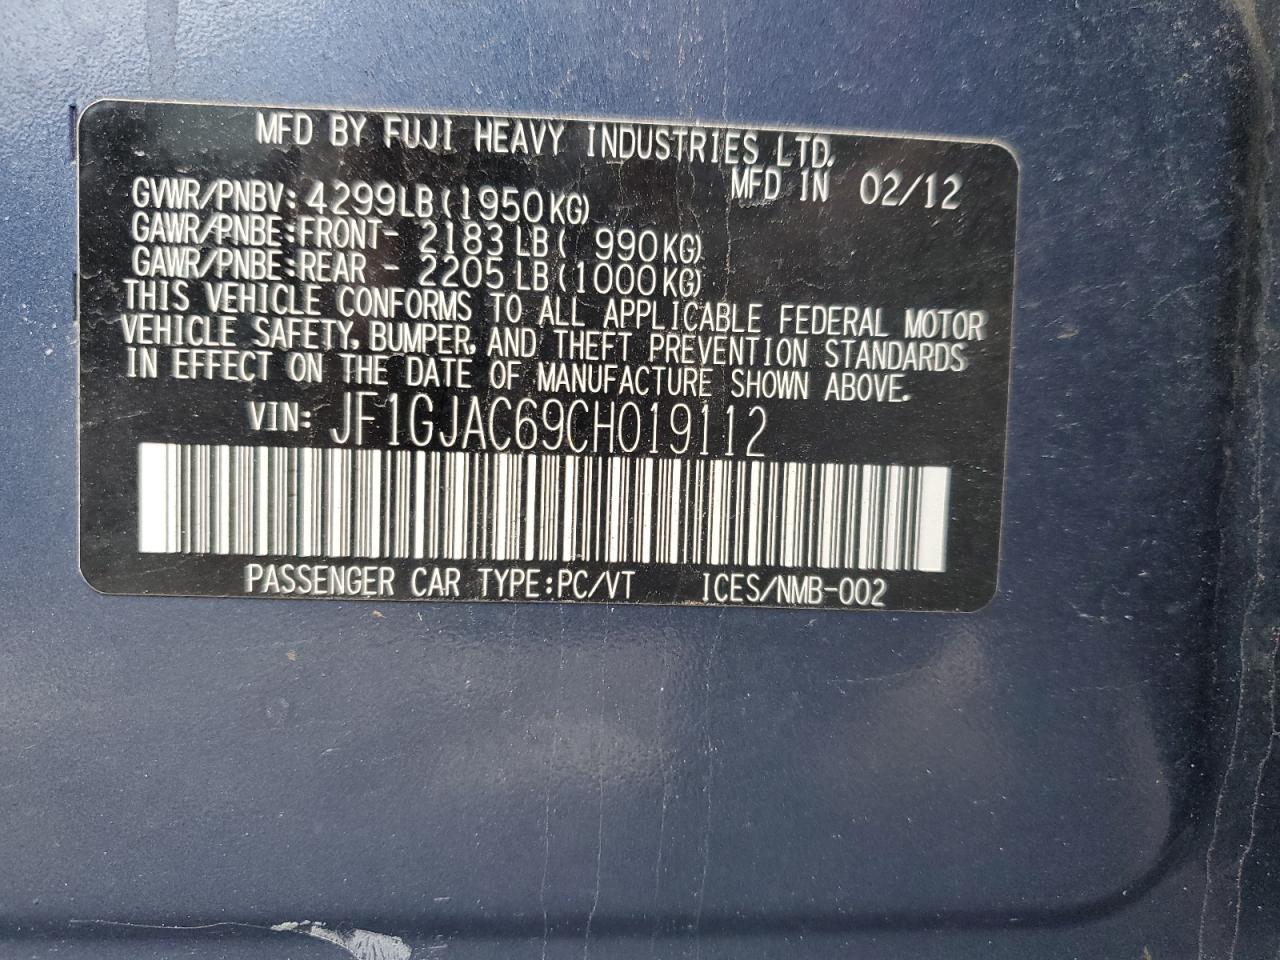 MFD BY FUJI HEAVY INDUSTRIES LTD.
MFD IN 02/12
GVWR/PNBV: 4299LB (1950KG)
GAWR/PNBE:FRONT- 2183 LB ( 990KG)
GAWR/PNBE:REAR - 2205 LB (1000KG)
THIS VEHICLE CONFORMS TO ALL APPLICABLE FEDERAL MOTOR
VEHICLE SAFETY, BUMPER, AND THEFT PREVENTION STANDARDS
IN EFFECT ON THE DATE OF MANUFACTURE SHOWN ABOVE.
VIN: JF1GJAC69CH019112
PASSENGER CAR TYPE:PC/VT ICES/NMB-002